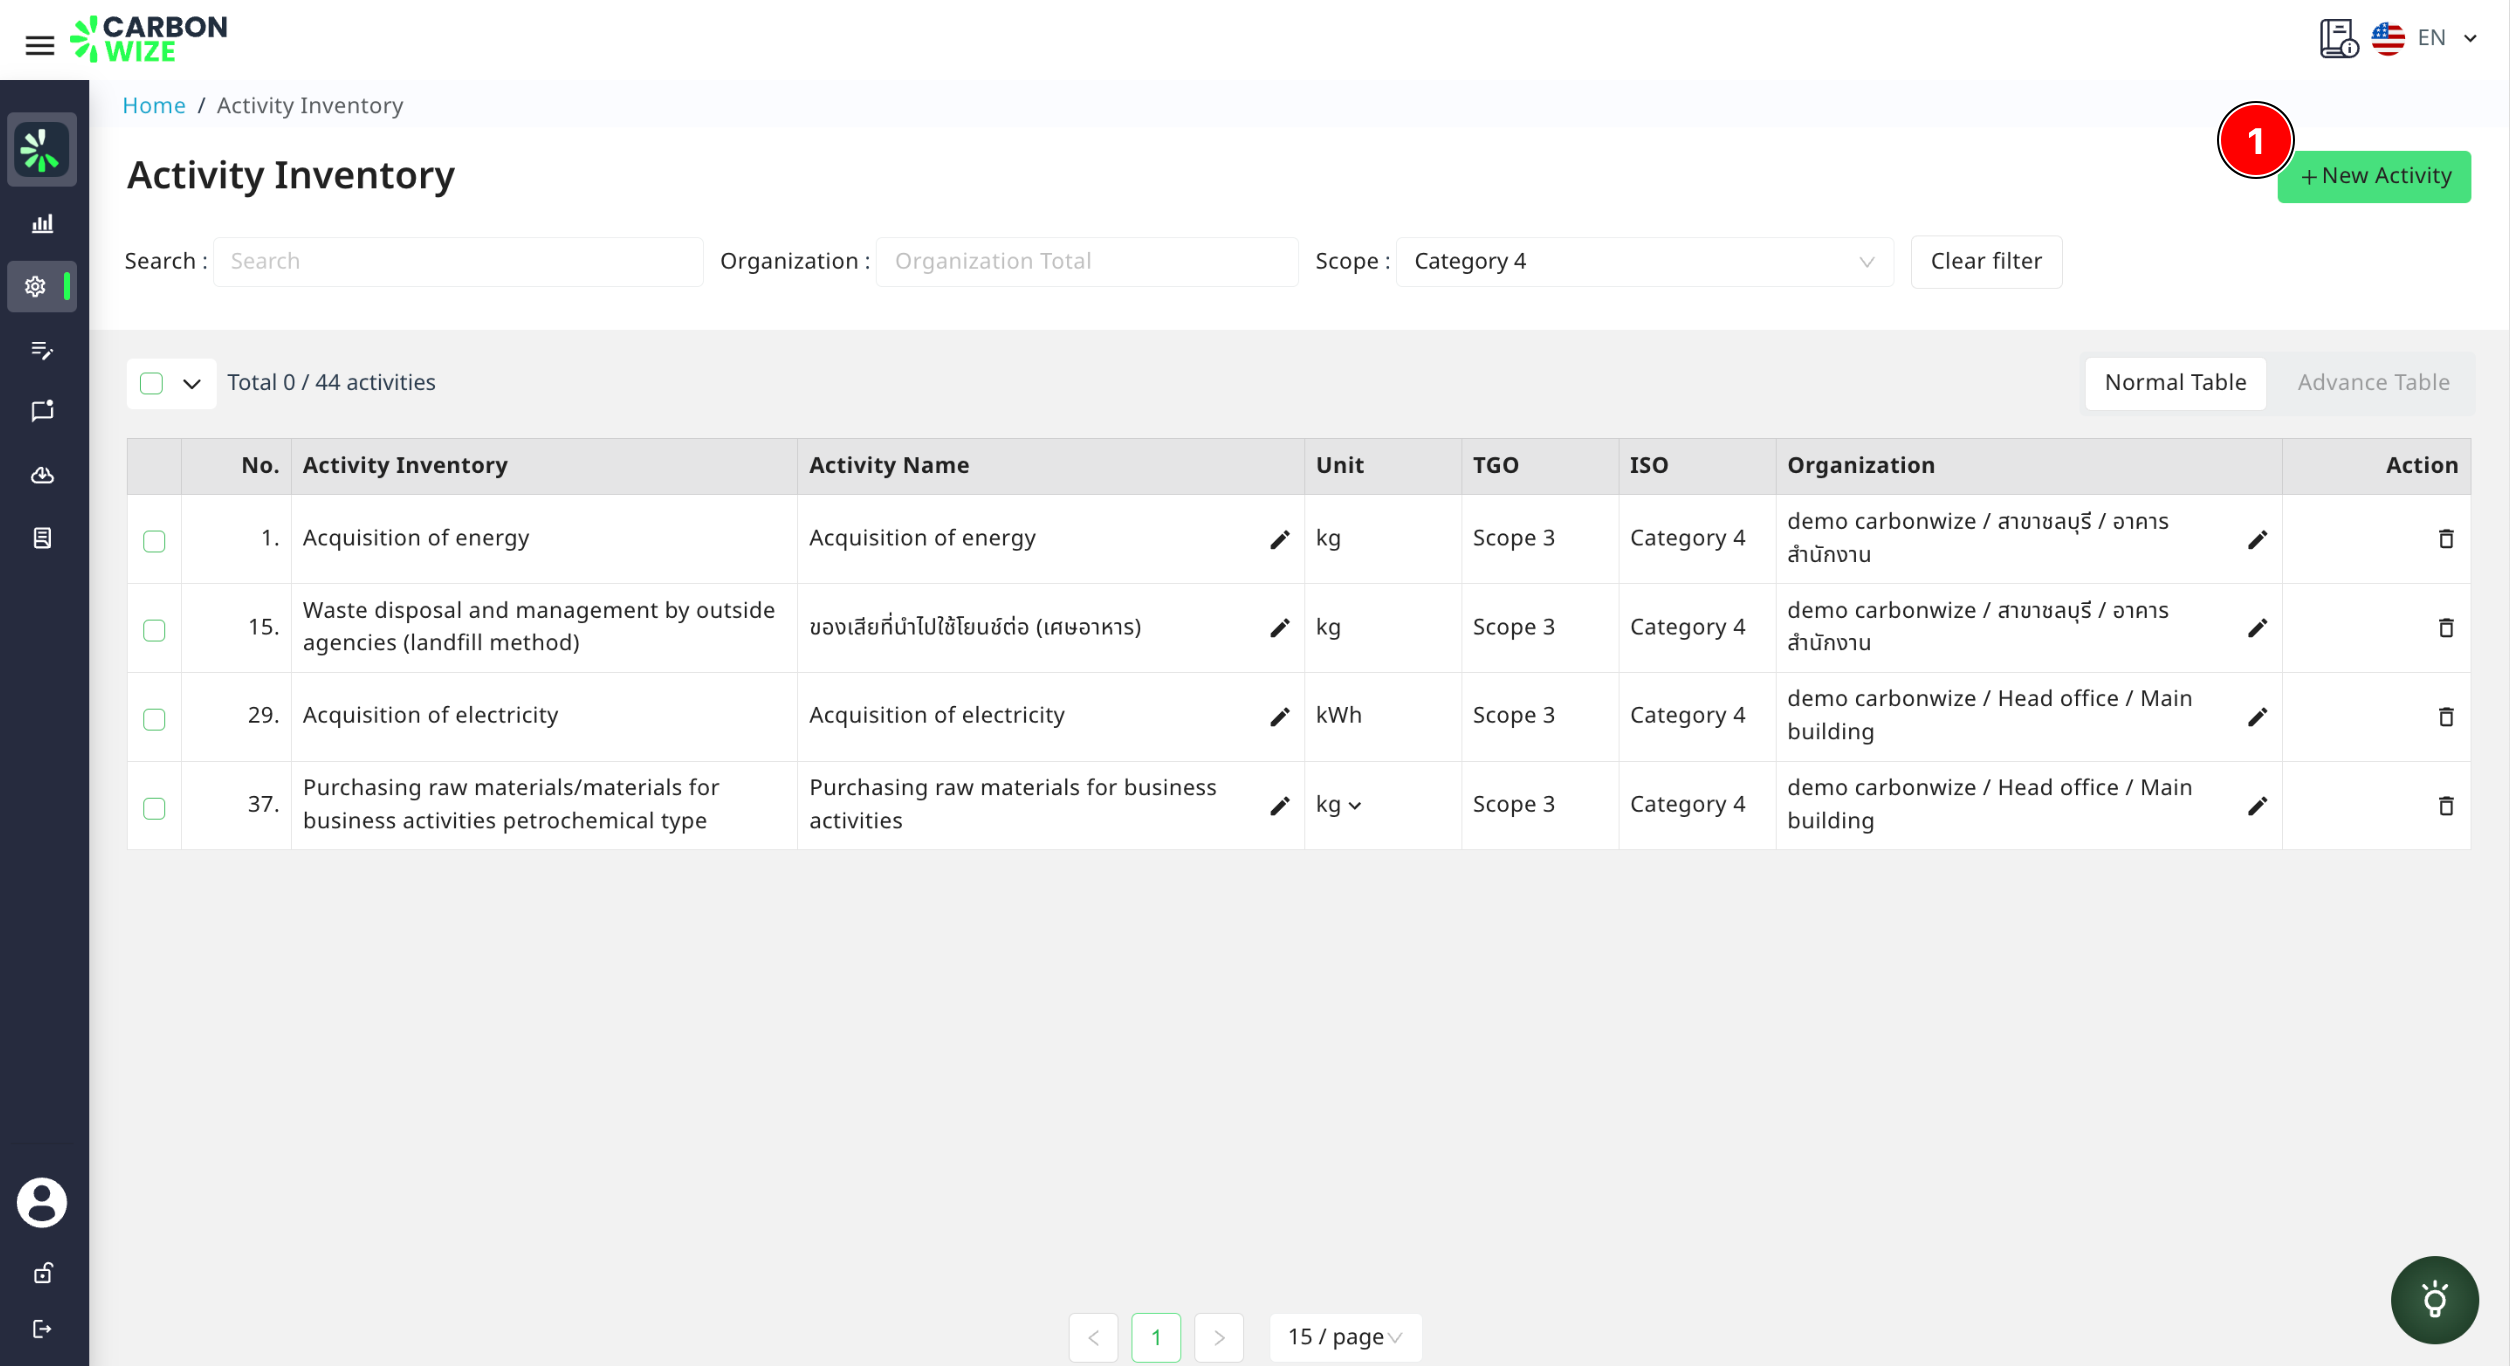 CARBON
WIZE
EN
Home / Activity Inventory
1
Activity Inventory
+ New Activity
Search : Search Organization : Organization Total Scope : Category 4 Clear filter
Total 0 / 44 activities
Normal Table Advance Table
No. Activity Inventory Activity Name Unit TGO ISO Organization Action
1. Acquisition of energy Acquisition of energy kg Scope 3 Category 4 demo carbonwize / สาขาชลบุรี / อาคาร
สำนักงาน
15. Waste disposal and management by outside
agencies (landfill method) ของเสียที่นำไปใช้โยนช์ต่อ (เศษอาหาร) kg Scope 3 Category 4 demo carbonwize / สาขาชลบุรี / อาคาร
สำนักงาน
29. Acquisition of electricity Acquisition of electricity kWh Scope 3 Category 4 demo carbonwize / Head office / Main
building
37. Purchasing raw materials/materials for
business activities petrochemical type Purchasing raw materials for business
activities kg Scope 3 Category 4 demo carbonwize / Head office / Main
building
< 1 > 15 / page